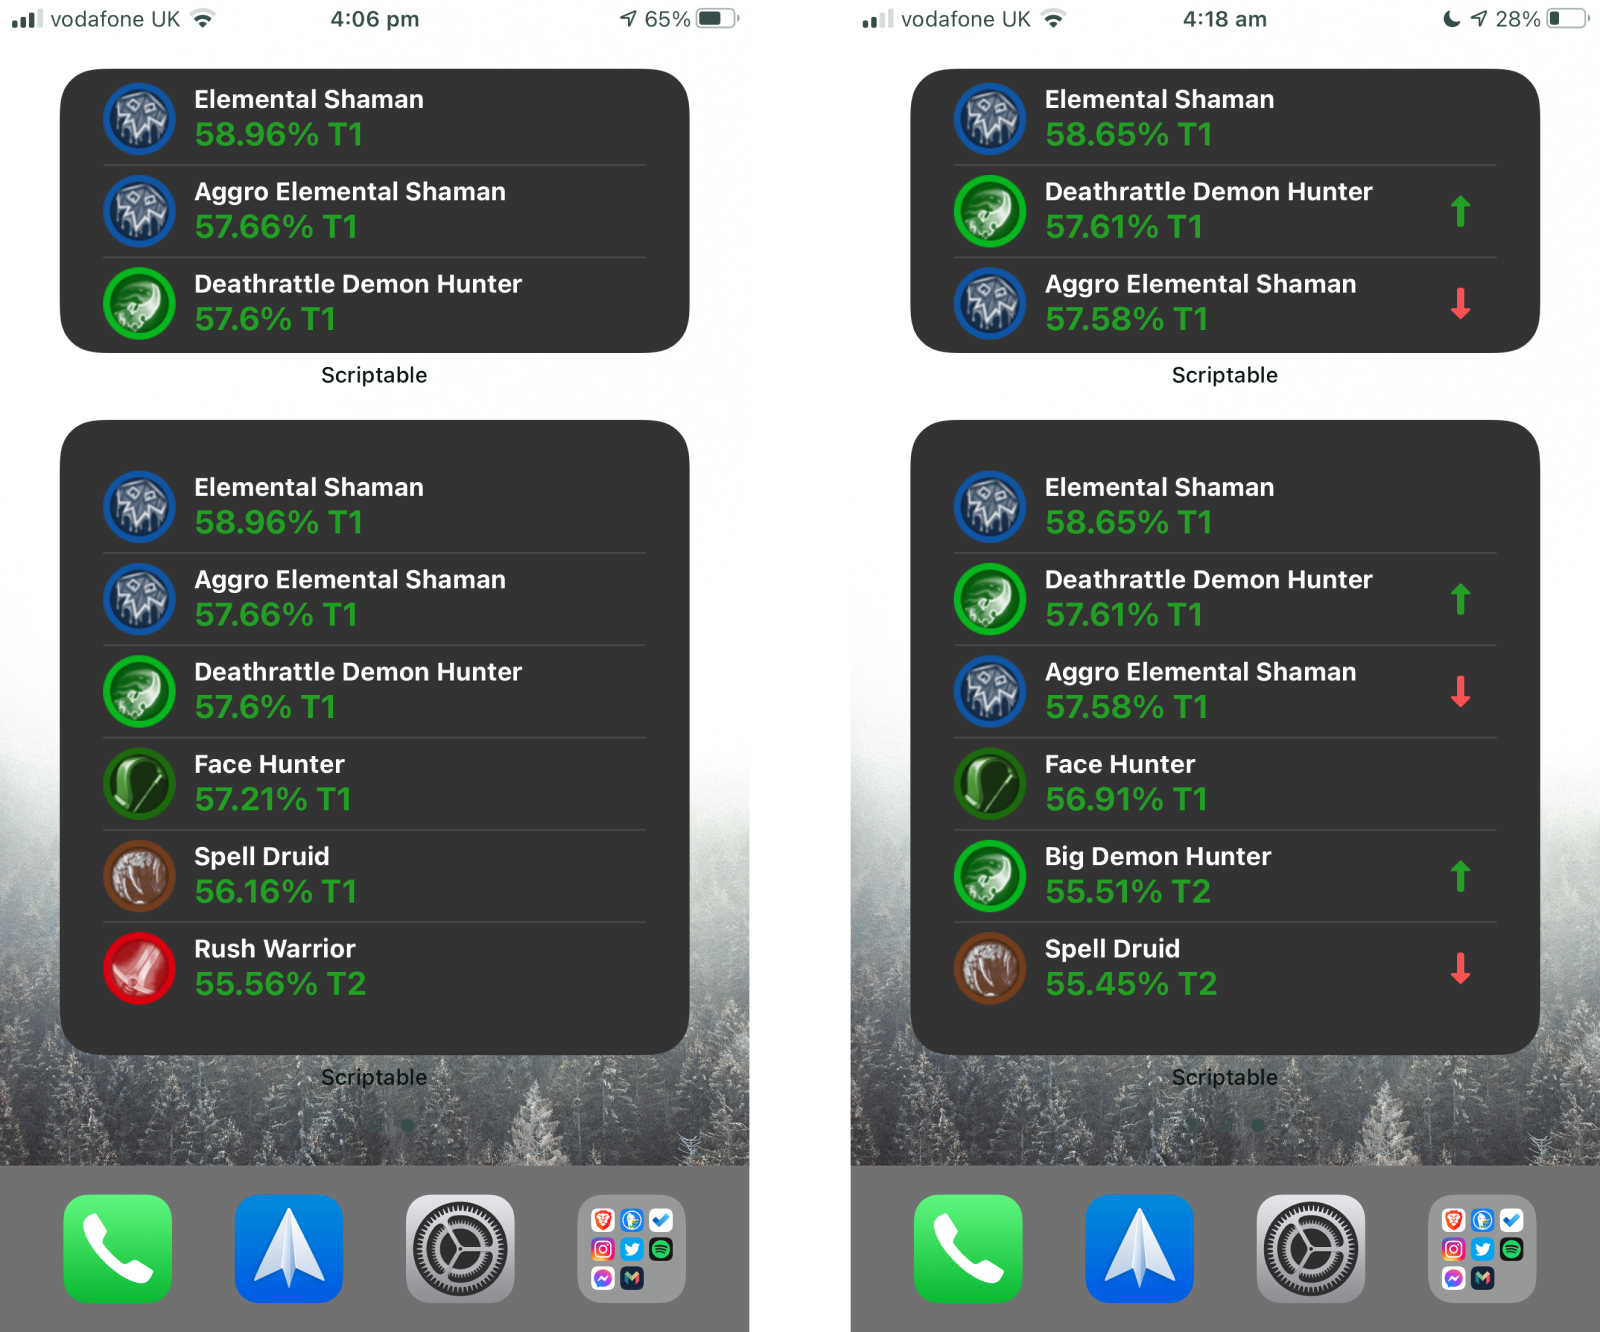 vodafone UK
4:06 pm
65%
Elemental Shaman
58.96% T1
Aggro Elemental Shaman
57.66% T1
Deathrattle Demon Hunter
57.6% T1
Scriptable
Elemental Shaman
58.96% T1
Aggro Elemental Shaman
57.66% T1
Deathrattle Demon Hunter
57.6% T1
Face Hunter
57.21% T1
Spell Druid
56.16% T1
Rush Warrior
55.56% T2
Scriptable
vodafone UK
4:18 am
28%
Elemental Shaman
58.65% T1
Deathrattle Demon Hunter
57.61% T1
Aggro Elemental Shaman
57.58% T1
Scriptable
Elemental Shaman
58.65% T1
Deathrattle Demon Hunter
57.61% T1
Aggro Elemental Shaman
57.58% T1
Face Hunter
56.91% T1
Big Demon Hunter
55.51% T2
Spell Druid
55.45% T2
Scriptable